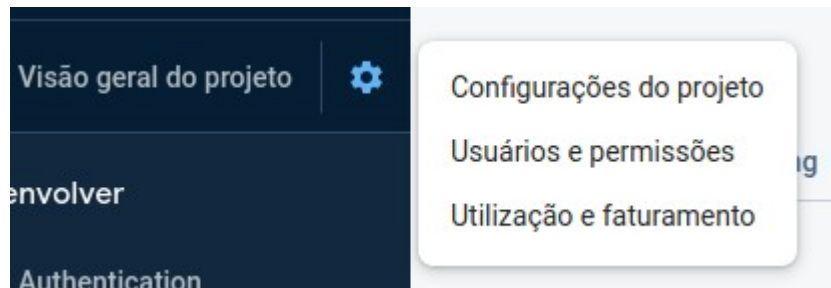 Visão geral do projeto
Configurações do projeto
Usuários e permissões
envolver
Utilização e faturamento
Authentication